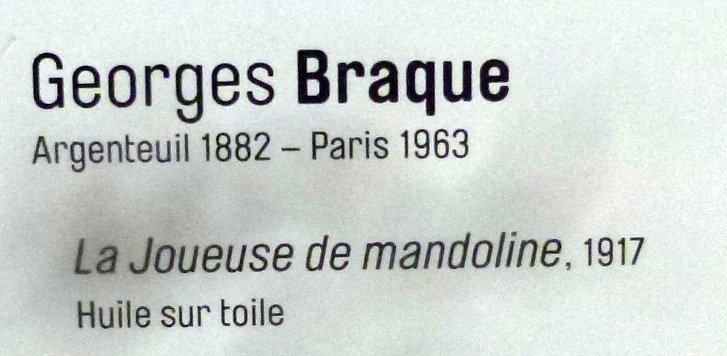 Georges Braque
Argenteuil 1882 – Paris 1963
La Joueuse de mandoline, 1917
Huile sur toile